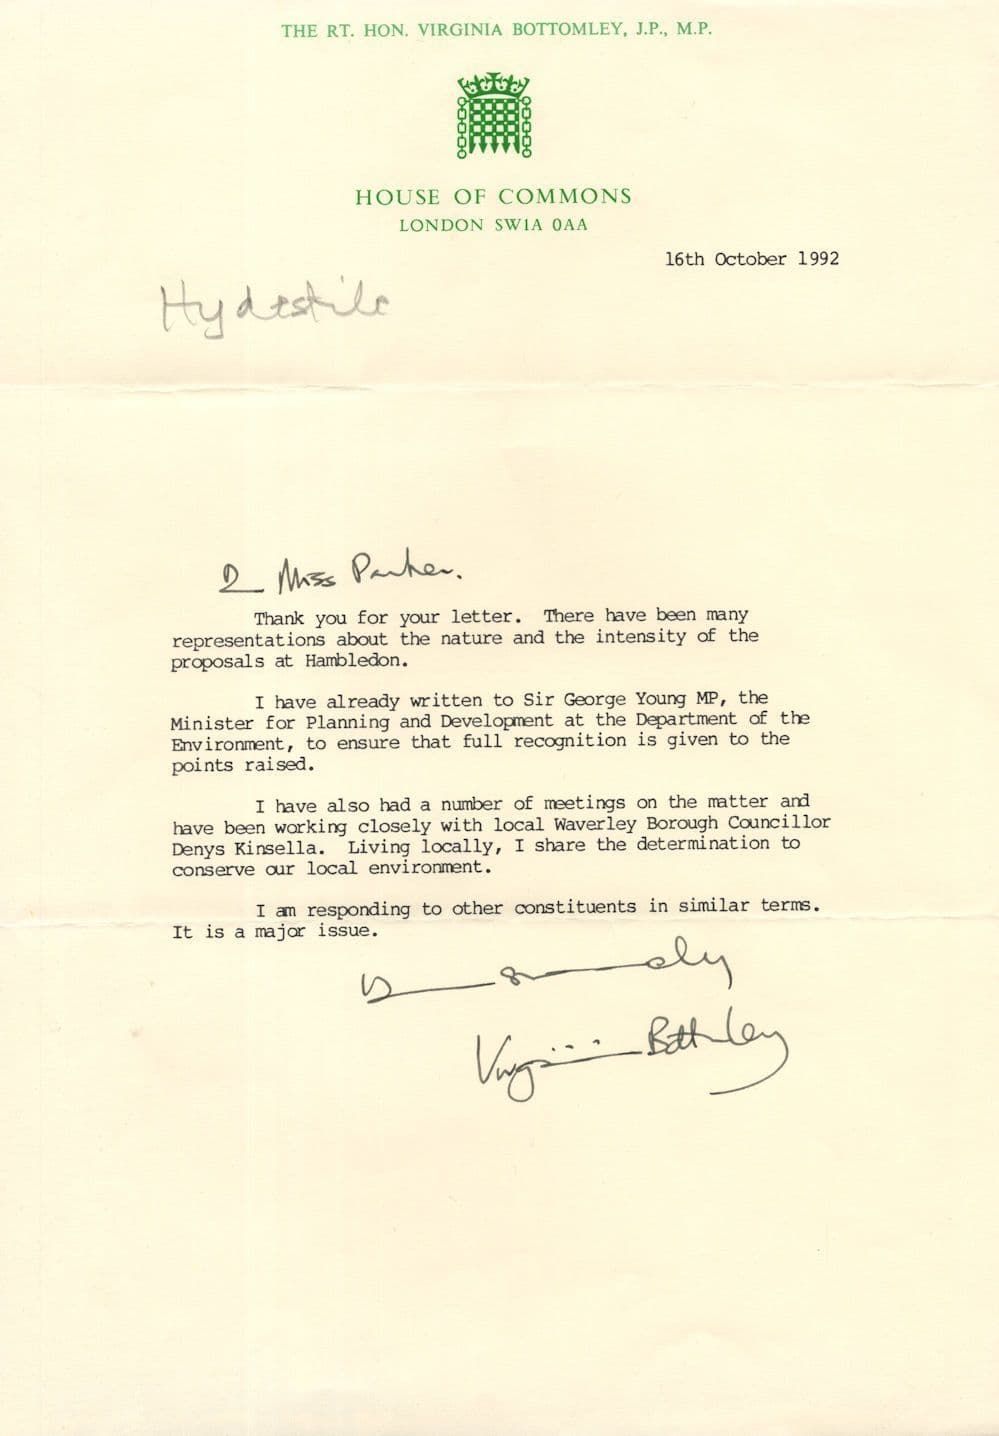 THE RT. HON. VIRGINIA BOTTOMLEY, J.P., M.P.
HOUSE OF COMMONS
LONDON SW1A 0AA
16th October 1992
Hydestile
Miss Parker.
Thank you for your letter. There have been many
representations about the nature and the intensity of the
proposals at Hambledon.
I have already written to Sir George Young MP, the
Minister for Planning and Development at the Department of the
Environment, to ensure that full recognition is given to the
points raised.
I have also had a number of meetings on the matter and
have been working closely with local Waverley Borough Councillor
Denys Kinsella. Living locally, I share the determination to
conserve our local environment.
I am responding to other constituents in similar terms.
It is a major issue.
Virginia Bottomley